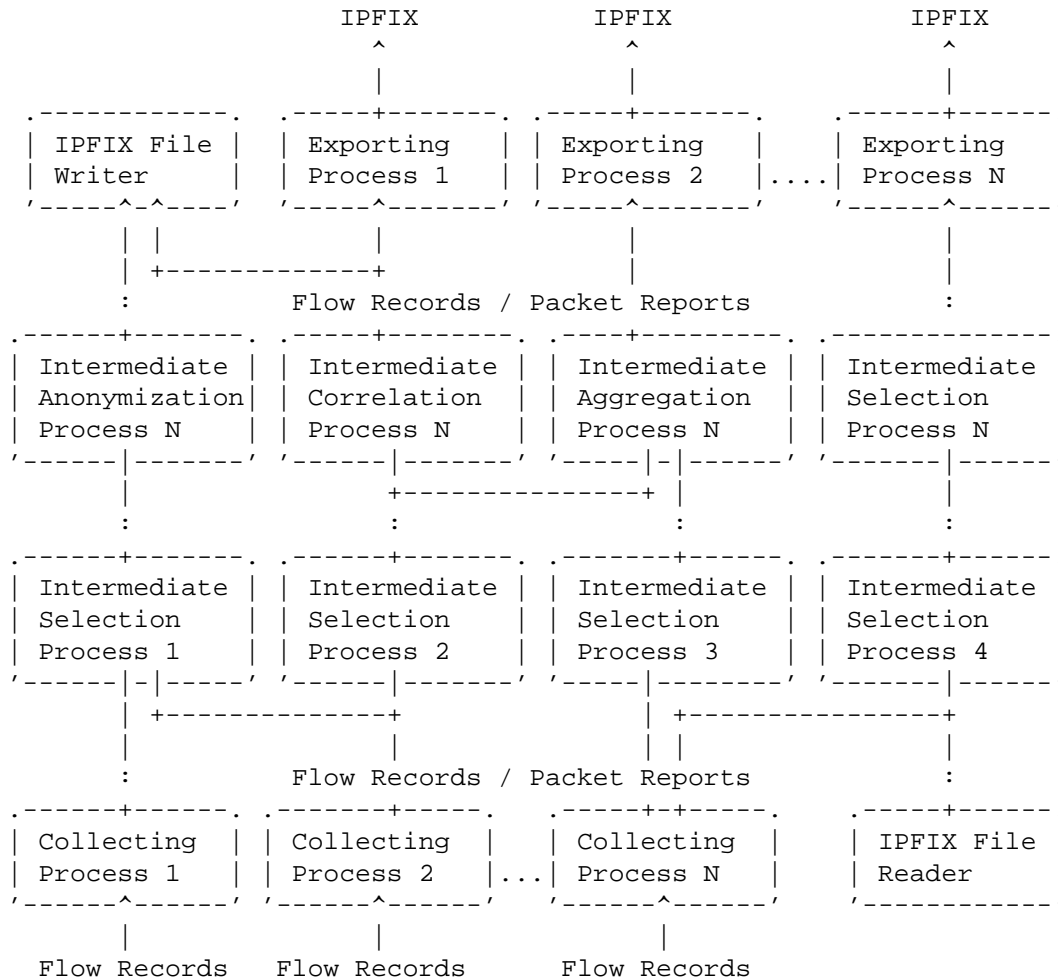 IPFIX IPFIX IPFIX
IPFIX File Exporting Exporting Exporting
Writer Process 1 Process 2 .... Process N
Flow Records / Packet Reports
Intermediate Intermediate Intermediate Intermediate
Anonymization Correlation Aggregation Selection
Process N Process N Process N Process N
Intermediate Intermediate Intermediate Intermediate
Selection Selection Selection Selection
Process 1 Process 2 Process 3 Process 4
Flow Records / Packet Reports
Collecting Collecting Collecting IPFIX File
Process 1 Process 2 ... Process N Reader
Flow Records Flow Records Flow Records